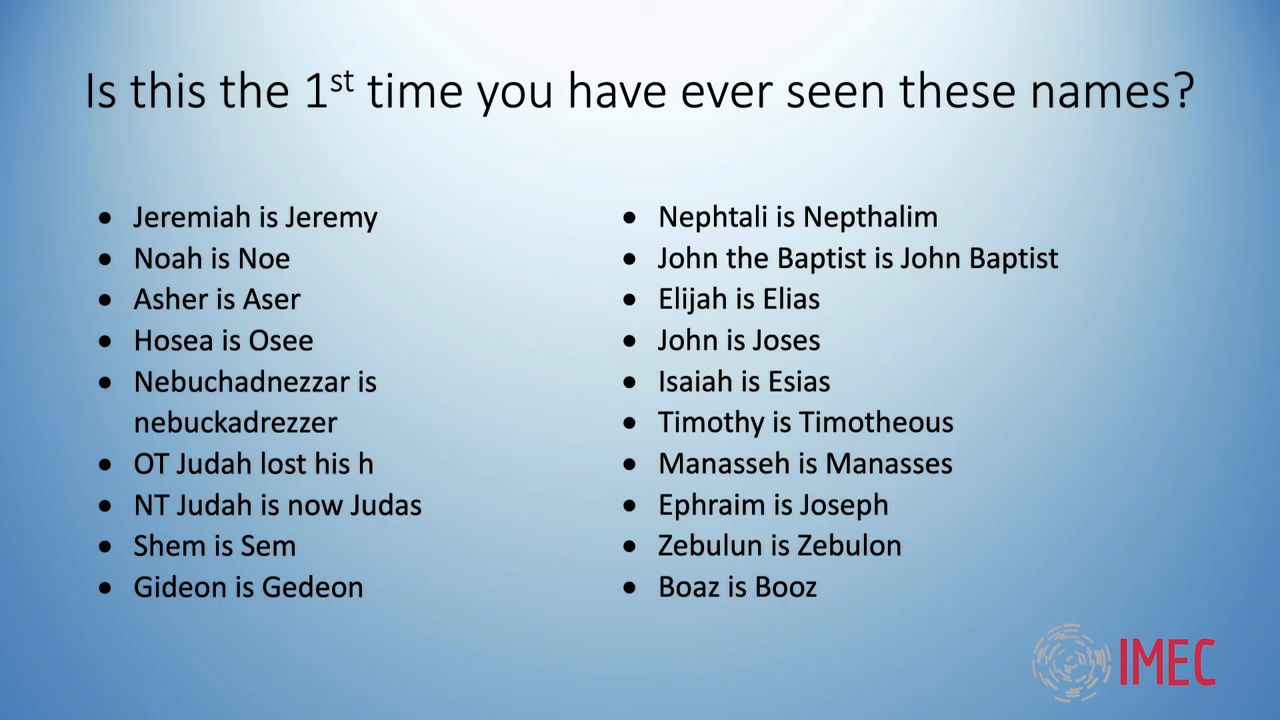 Is this the 1st time you have ever seen these names?
• Jeremiah is Jeremy
• Noah is Noe
• Asher is Aser
• Hosea is Osee
• Nebuchadnezzar is
nebuckadrezzer
• OT Judah lost his h
• NT Judah is now Judas
• Shem is Sem
• Gideon is Gedeon
• Nephtali is Nepthalim
• John the Baptist is John Baptist
• Elijah is Elias
• John is Joses
• Isaiah is Esias
• Timothy is Timotheous
• Manasseh is Manasses
• Ephraim is Joseph
• Zebulun is Zebulon
• Boaz is Booz
IMEC